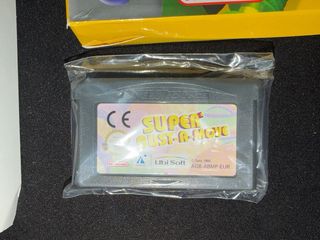 CE
SUPER
BUST-A-MOVE
Ubi Soft
AGB-ABMP-EUR